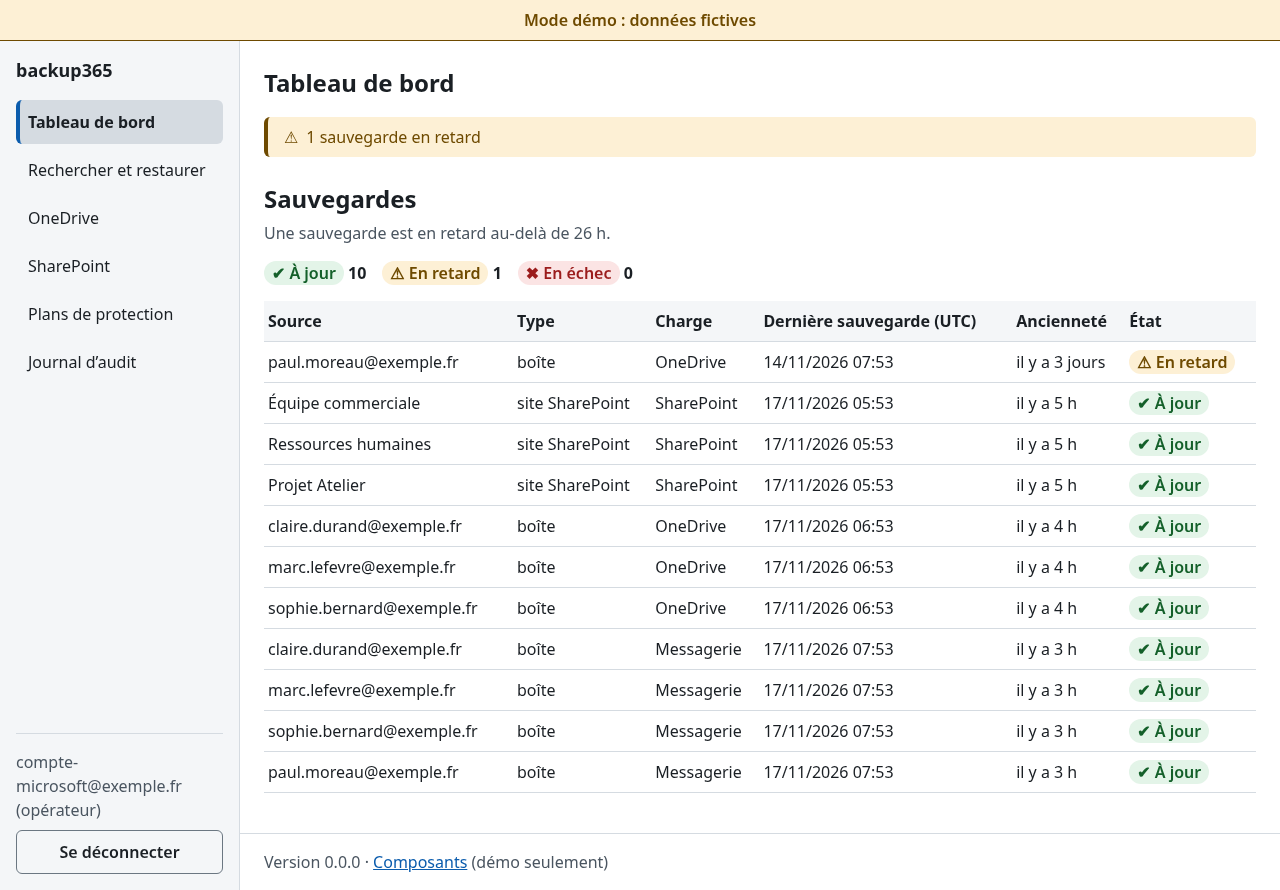 Mode démo : données fictives
backup365
Tableau de bord
Rechercher et restaurer
OneDrive
SharePoint
Plans de protection
Journal d’audit
compte-
microsoft@exemple.fr
(opérateur)
Se déconnecter
Tableau de bord
⚠ 1 sauvegarde en retard
Sauvegardes
Une sauvegarde est en retard au-delà de 26 h.
✔ À jour 10 ⚠ En retard 1 ✖ En échec 0
Source Type Charge Dernière sauvegarde (UTC) Ancienneté État
paul.moreau@exemple.fr boîte OneDrive 14/11/2026 07:53 il y a 3 jours ⚠ En retard
Équipe commerciale site SharePoint SharePoint 17/11/2026 05:53 il y a 5 h ✔ À jour
Ressources humaines site SharePoint SharePoint 17/11/2026 05:53 il y a 5 h ✔ À jour
Projet Atelier site SharePoint SharePoint 17/11/2026 05:53 il y a 5 h ✔ À jour
claire.durand@exemple.fr boîte OneDrive 17/11/2026 06:53 il y a 4 h ✔ À jour
marc.lefevre@exemple.fr boîte OneDrive 17/11/2026 06:53 il y a 4 h ✔ À jour
sophie.bernard@exemple.fr boîte OneDrive 17/11/2026 06:53 il y a 4 h ✔ À jour
claire.durand@exemple.fr boîte Messagerie 17/11/2026 07:53 il y a 3 h ✔ À jour
marc.lefevre@exemple.fr boîte Messagerie 17/11/2026 07:53 il y a 3 h ✔ À jour
sophie.bernard@exemple.fr boîte Messagerie 17/11/2026 07:53 il y a 3 h ✔ À jour
paul.moreau@exemple.fr boîte Messagerie 17/11/2026 07:53 il y a 3 h ✔ À jour
Version 0.0.0 · Composants (démo seulement)